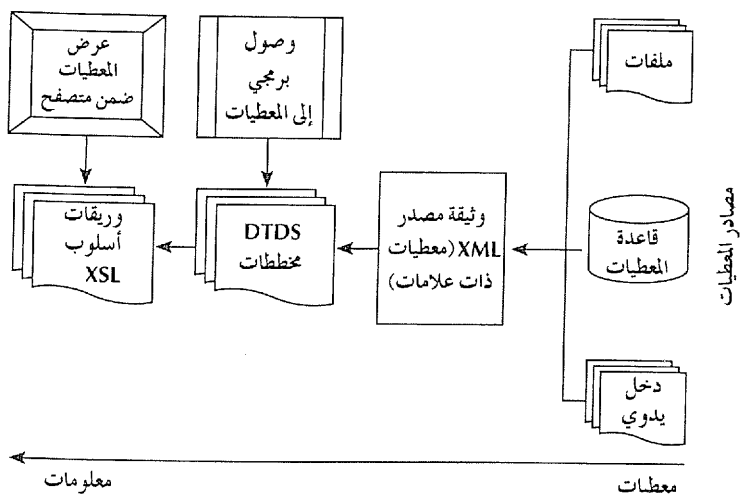 ملفات
قاعدة
المعطيات
دخل
يدوي
مصادر المعطيات
وثيقة مصدر
XML (معطيات
ذات علامات)
وصول
برمجي
إلى المعطيات
DTDS
مخططات
عرض
المعطيات
ضمن متصفح
وريقات
أسلوب
XSL
معطيات
معلومات